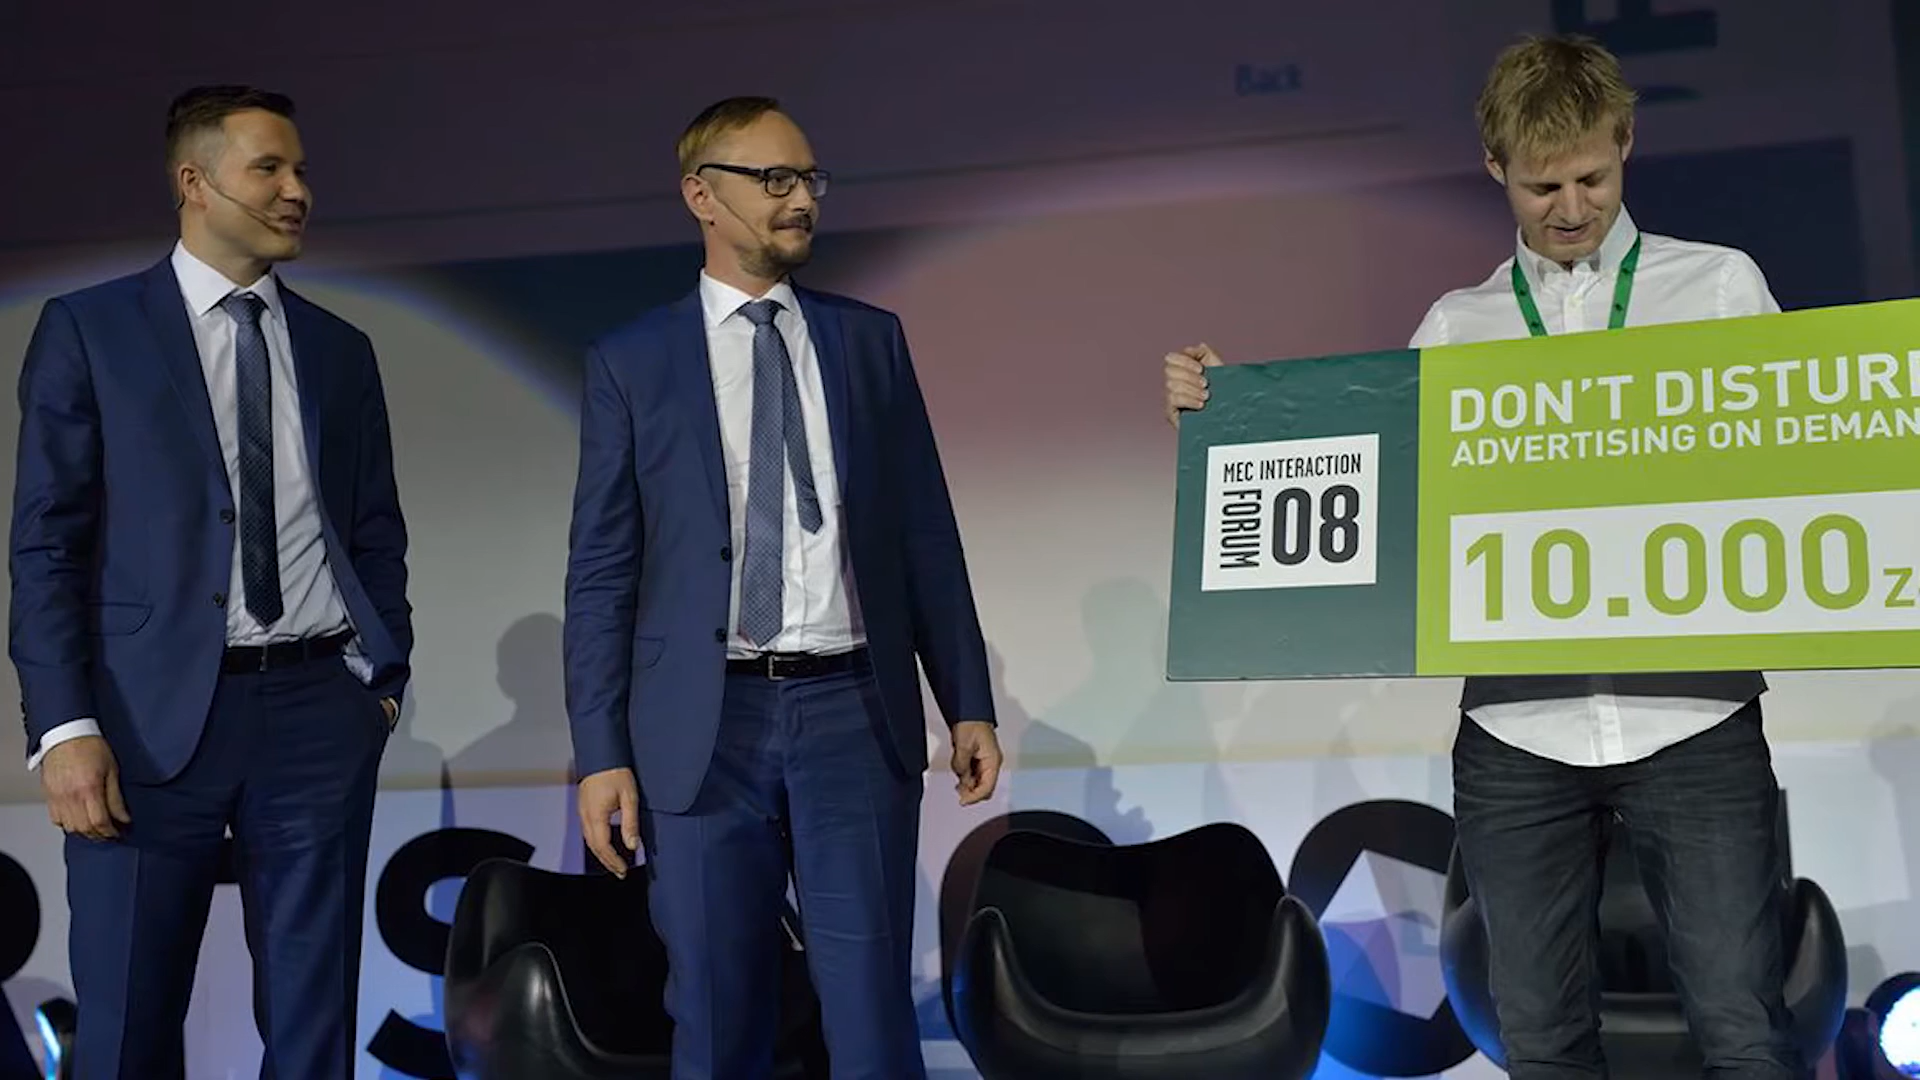 Back
MEC INTERACTION
FORUM
08
DON'T DISTUR
ADVERTISING ON DEMAN
10.000 z